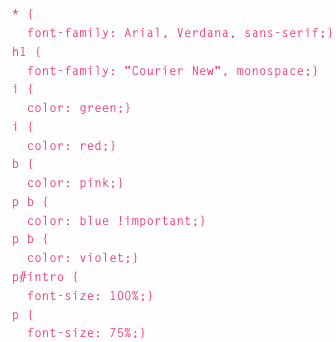 * {
font-family: Arial, Verdana, sans-serif;}
h1 {
font-family: "Courier New", monospace;}
i {
color: green;}
i {
color: red;}
b {
color: pink;}
p b {
color: blue !important;}
p b {
color: violet;}
p#intro {
font-size: 100%;}
p {
font-size: 75%;}